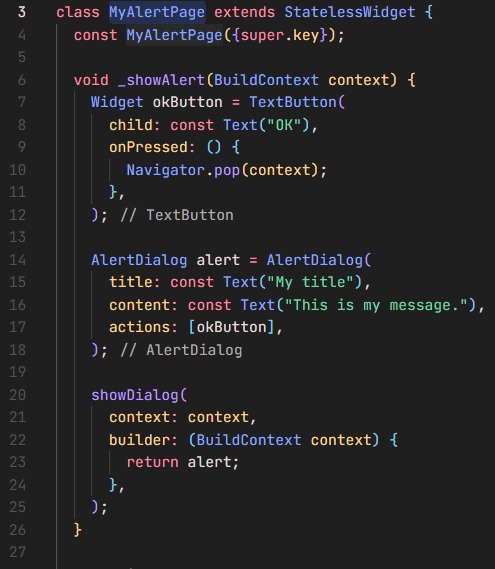 3 class MyAlertPage extends StatelessWidget {
4   const MyAlertPage({super.key});
5
6   void _showAlert(BuildContext context) {
7     Widget okButton = TextButton(
8       child: const Text("OK"),
9       onPressed: () {
10         Navigator.pop(context);
11       },
12     ); // TextButton
13
14     AlertDialog alert = AlertDialog(
15       title: const Text("My title"),
16       content: const Text("This is my message."),
17       actions: [okButton],
18     ); // AlertDialog
19
20     showDialog(
21       context: context,
22       builder: (BuildContext context) {
23         return alert;
24       },
25     );
26   }
27